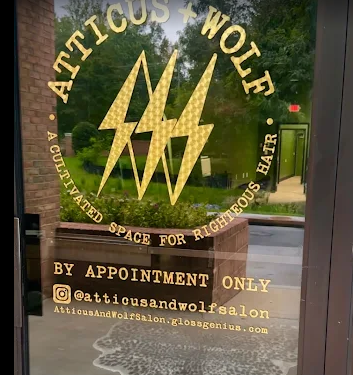 ATTICUS + WOLF
• A CULTIVATED SPACE FOR RIGHTEOUS HAIR •
BY APPOINTMENT ONLY
@atticusandwolfsalon
AtticusAndWolfSalon.glossgenius.com